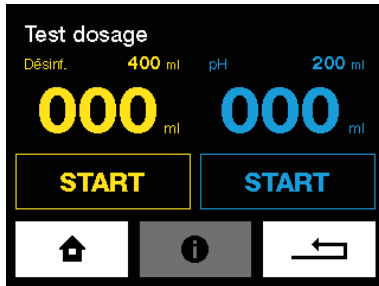 Test dosage
Désinf. 400 ml pH 200 ml
000 ml 000 ml
START START
i